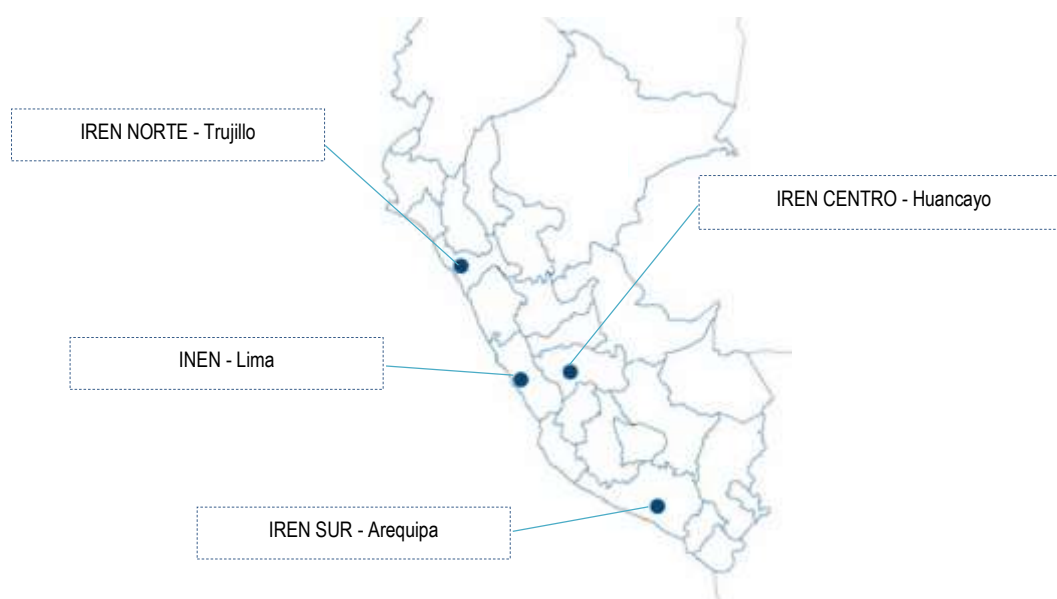 IREN NORTE - Trujillo
IREN CENTRO - Huancayo
INEN - Lima
IREN SUR - Arequipa